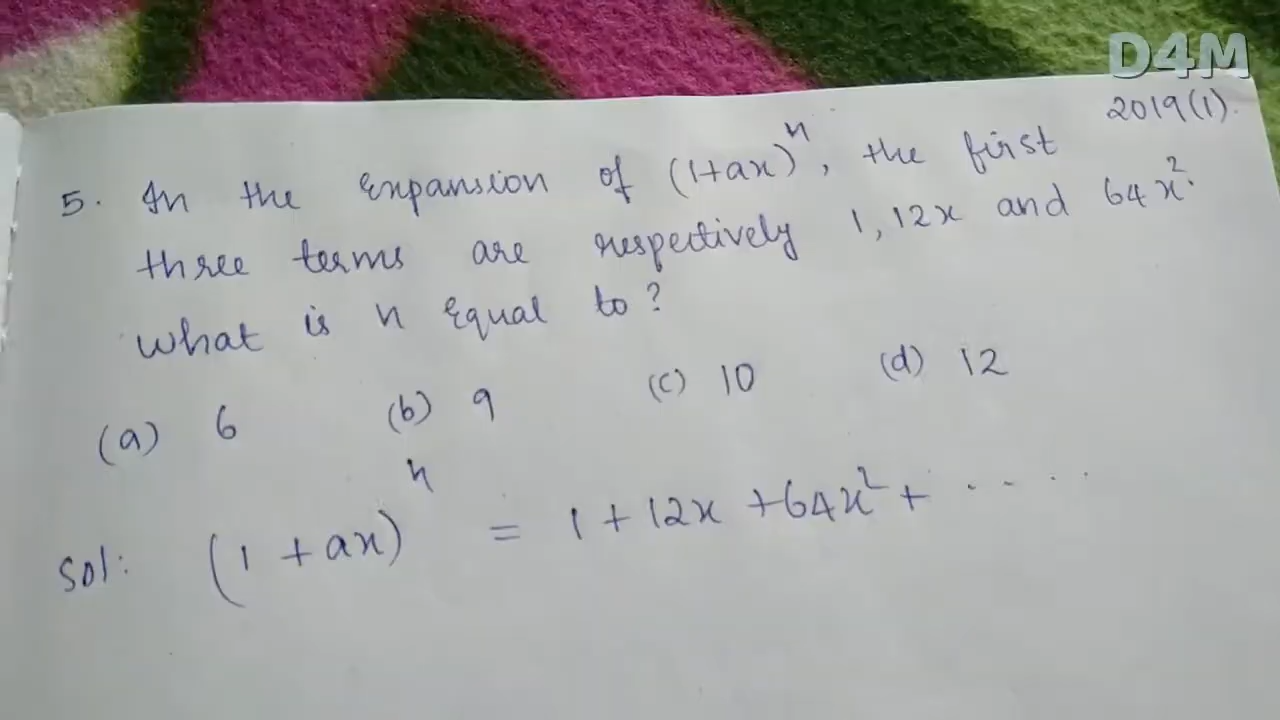 D4M
2019(1).
5. In the expansion of (1+ax)ⁿ, the first
three terms are respectively 1, 12x and 64x².
What is n equal to?
(a) 6 (b) 9 (c) 10 (d) 12
Sol: (1 + ax)ⁿ = 1 + 12x + 64x² + .....